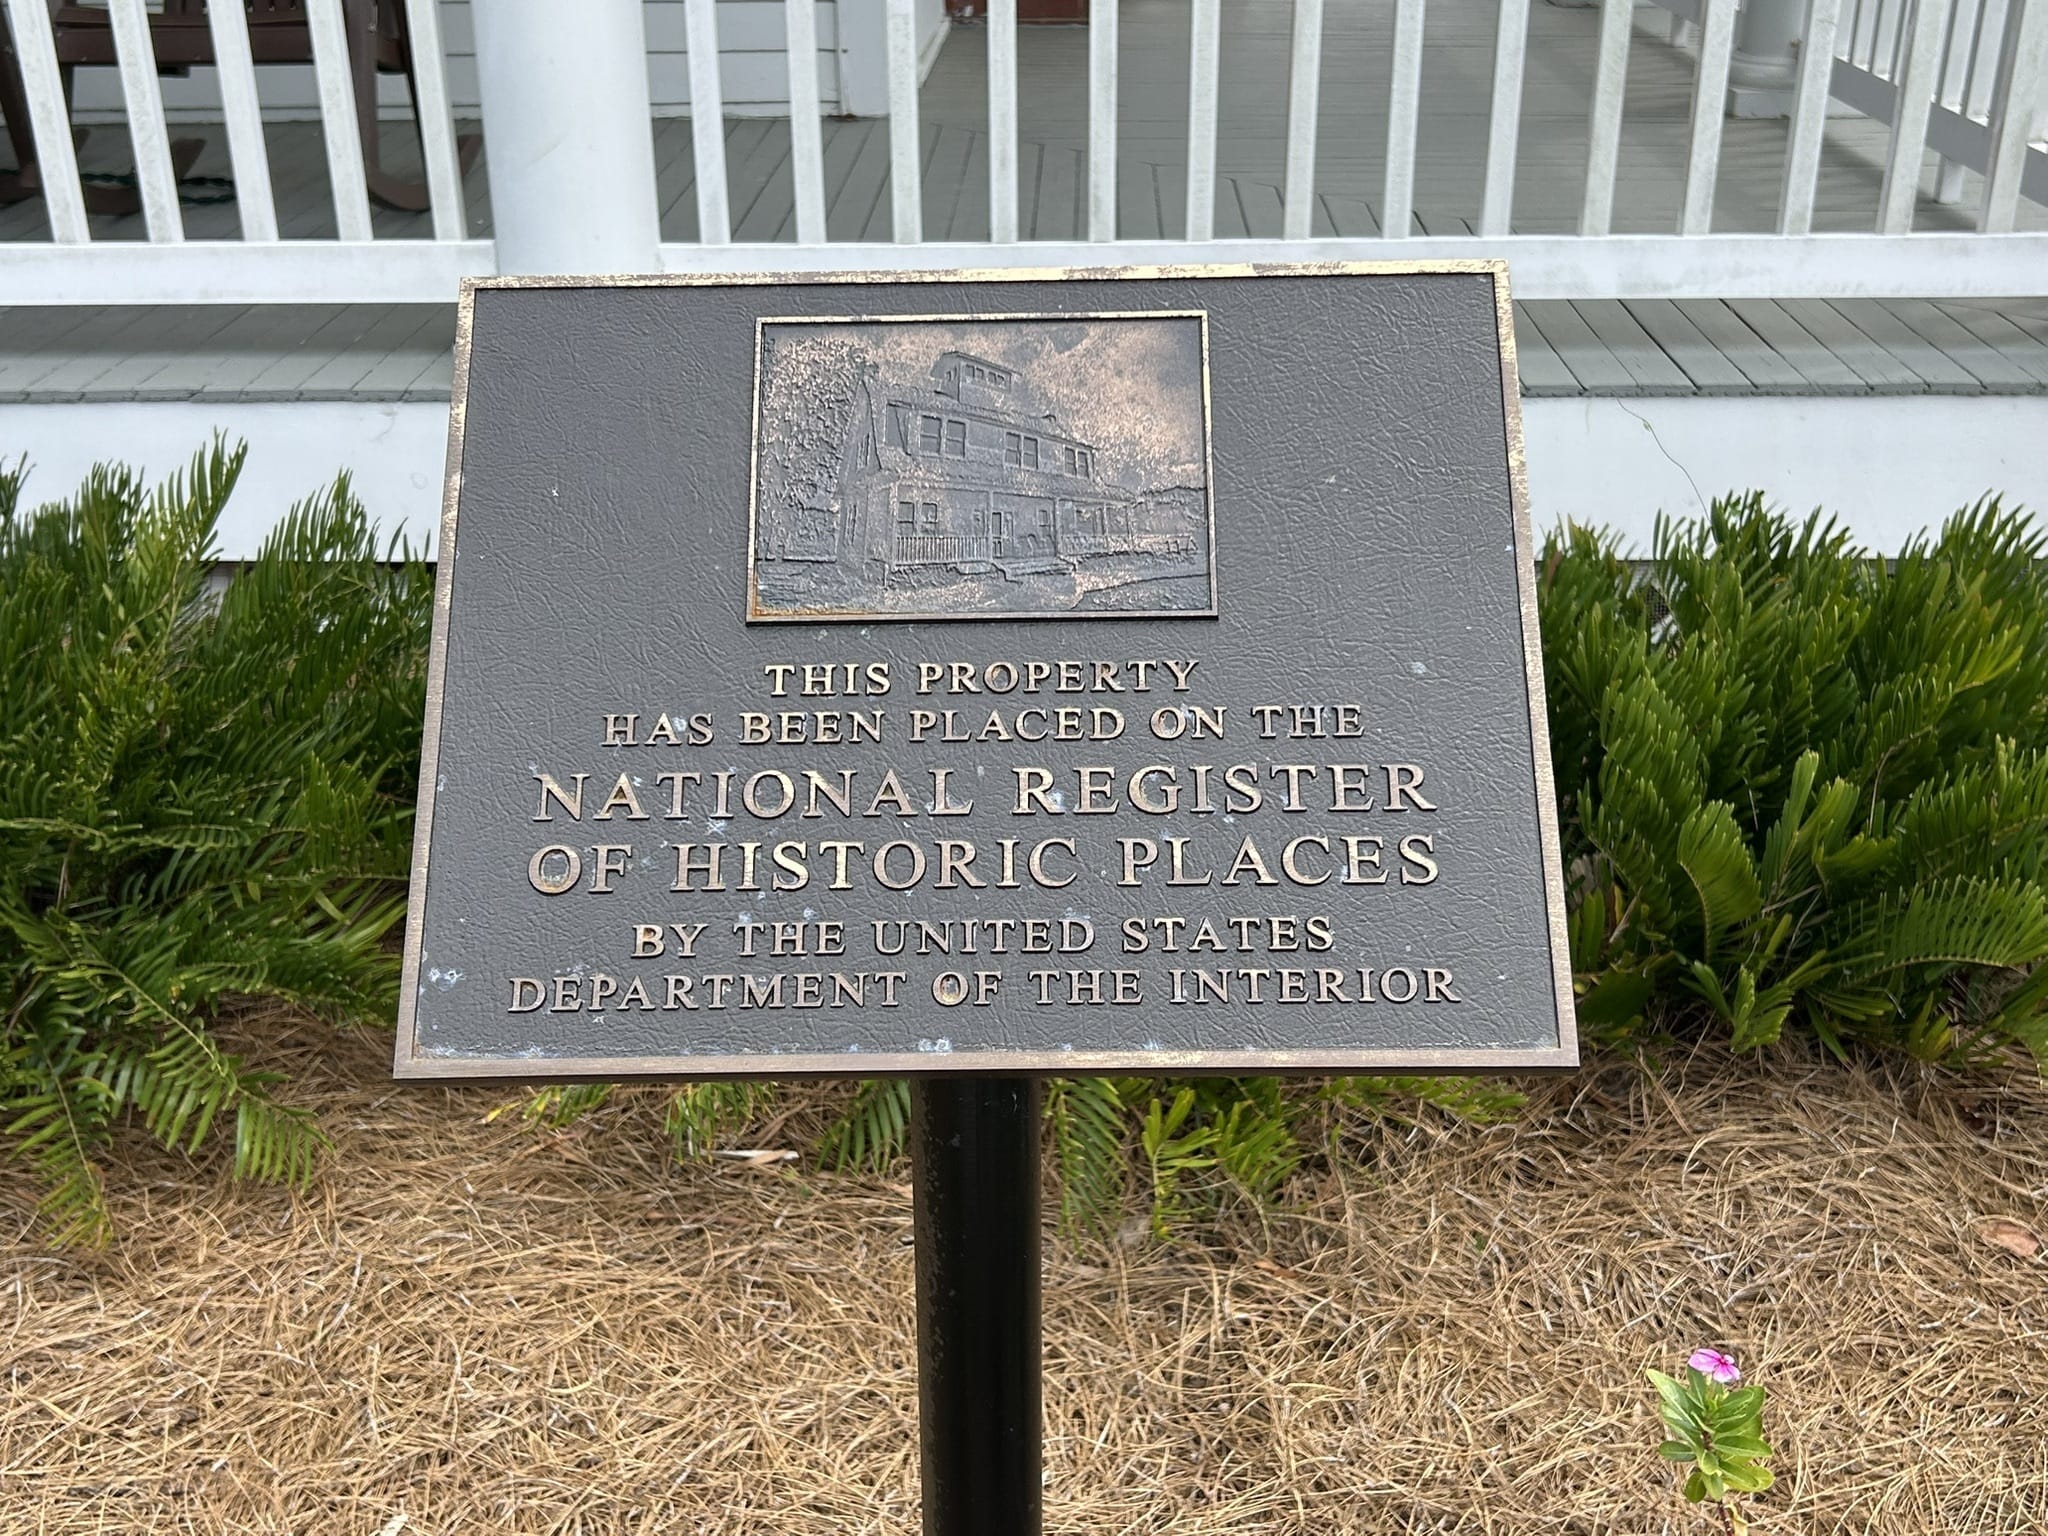 THIS PROPERTY
HAS BEEN PLACED ON THE
NATIONAL REGISTER
OF HISTORIC PLACES
BY THE UNITED STATES
DEPARTMENT OF THE INTERIOR